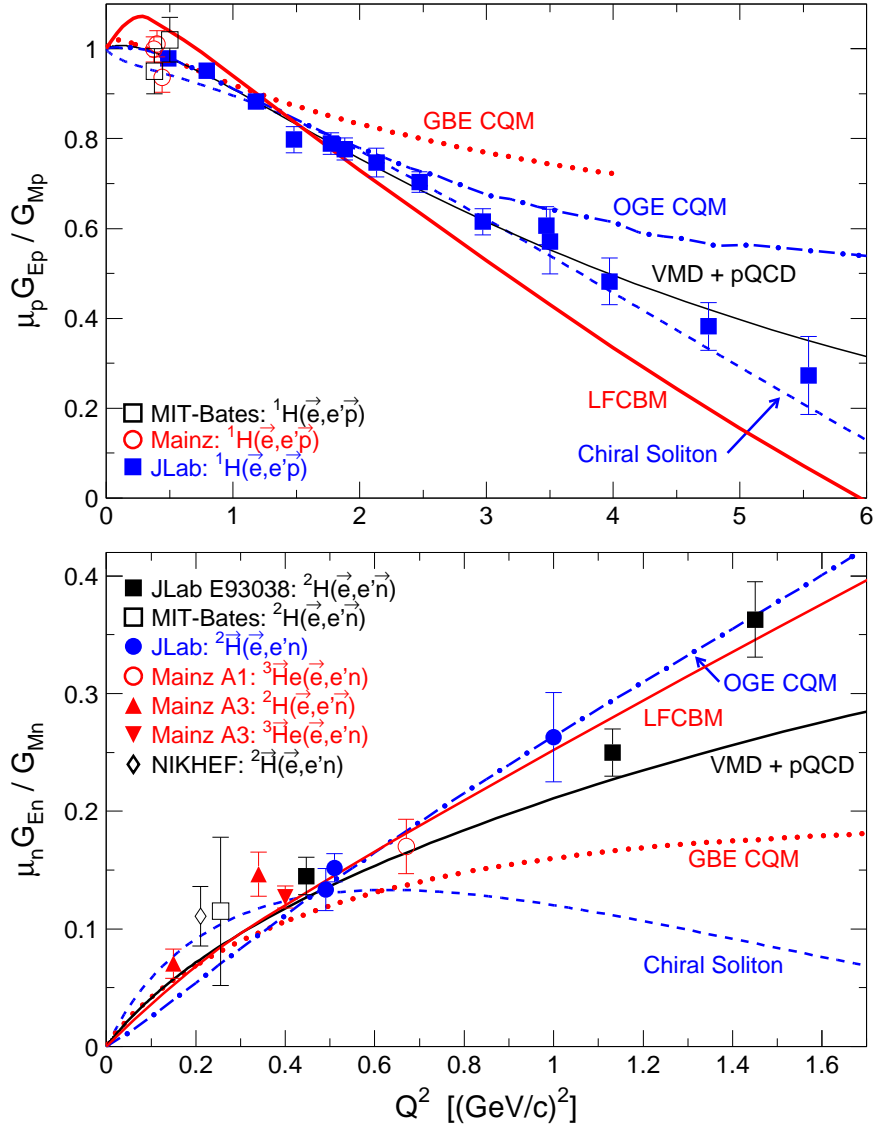 μpGEp / GMp
1
0.8
0.6
0.4
0.2
0
0 1 2 3 4 5 6
GBE CQM
OGE CQM
VMD + pQCD
LFCBM
Chiral Soliton
MIT-Bates: ¹H(e⃗,e'p⃗)
Mainz: ¹H(e⃗,e'p⃗)
JLab: ¹H(e⃗,e'p⃗)
μnGEn / GMn
0.4
0.3
0.2
0.1
0
JLab E93038: ²H(e⃗,e'n⃗)
MIT-Bates: ²H(e⃗,e'n⃗)
JLab: ²H⃗(e⃗,e'n)
Mainz A1: ³H⃗e(e⃗,e'n)
Mainz A3: ²H(e⃗,e'n⃗)
Mainz A3: ³H⃗e(e⃗,e'n)
NIKHEF: ²H⃗(e⃗,e'n)
OGE CQM
LFCBM
VMD + pQCD
GBE CQM
Chiral Soliton
0 0.2 0.4 0.6 0.8 1 1.2 1.4 1.6
Q² [(GeV/c)²]